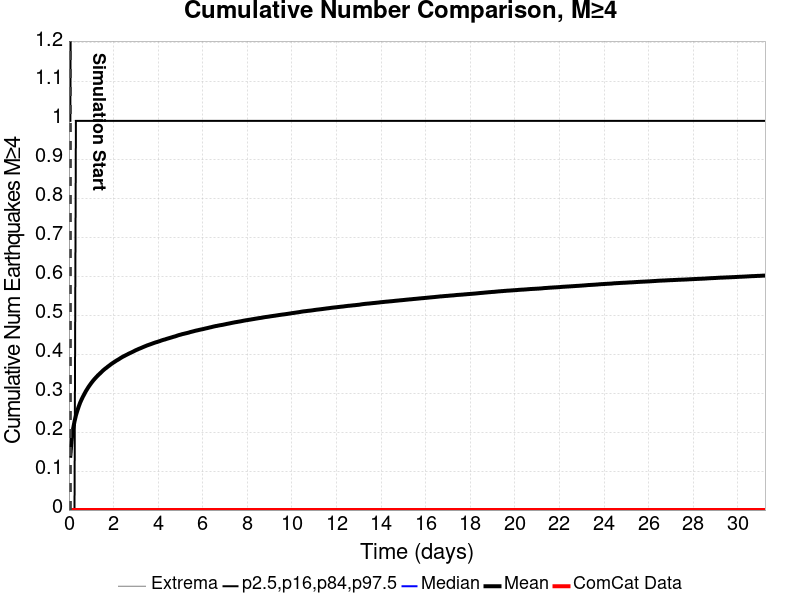 Cumulative Number Comparison, M≥4
Cumulative Num Earthquakes M≥4
1.2
1.1
1
0.9
0.8
0.7
0.6
0.5
0.4
0.3
0.2
0.1
0
Simulation Start
0 2 4 6 8 10 12 14 16 18 20 22 24 26 28 30
Time (days)
Extrema p2.5,p16,p84,p97.5 Median Mean ComCat Data